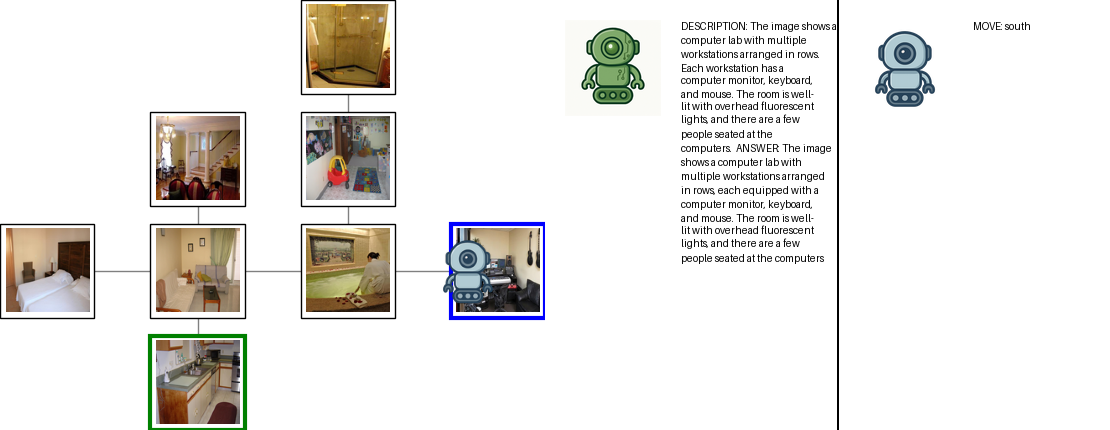 DESCRIPTION: The image shows a
computer lab with multiple
workstations arranged in rows.
Each workstation has a
computer monitor, keyboard,
and mouse. The room is well-
lit with overhead fluorescent
lights, and there are a few
people seated at the
computers. ANSWER: The image
shows a computer lab with
multiple workstations arranged
in rows, each equipped with a
computer monitor, keyboard,
and mouse. The room is well-
lit with overhead fluorescent
lights, and there are a few
people seated at the computers
MOVE: south